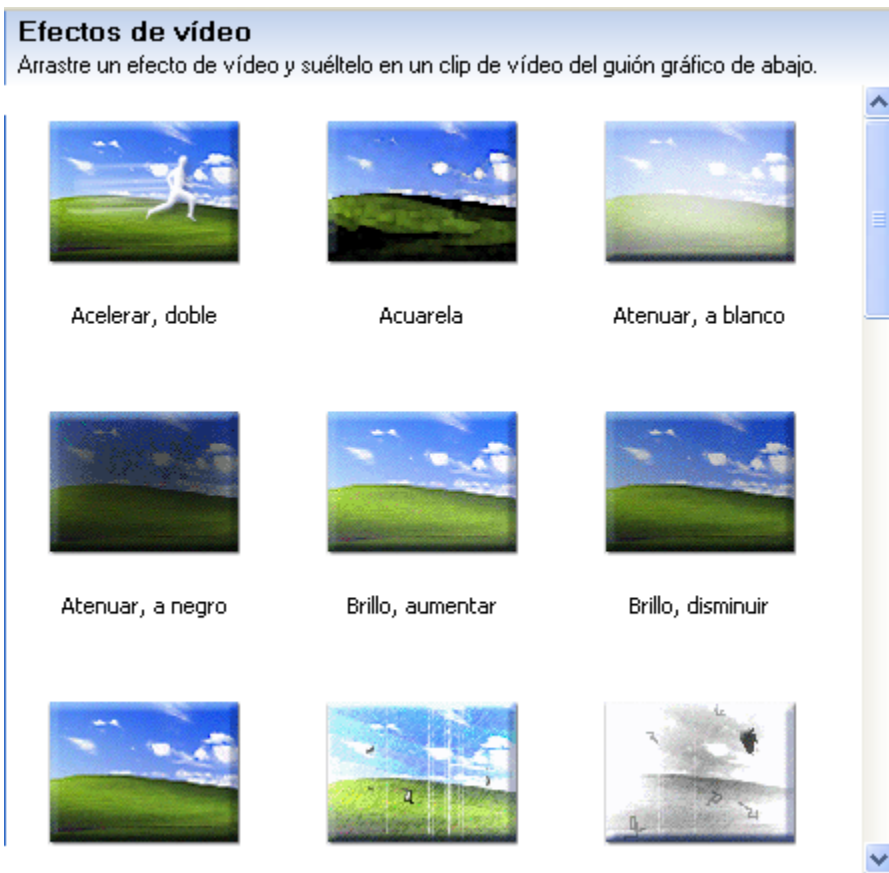 Efectos de vídeo
Arrastre un efecto de vídeo y suéltelo en un clip de vídeo del guión gráfico de abajo.
Acelerar, doble
Acuarela
Atenuar, a blanco
Atenuar, a negro
Brillo, aumentar
Brillo, disminuir